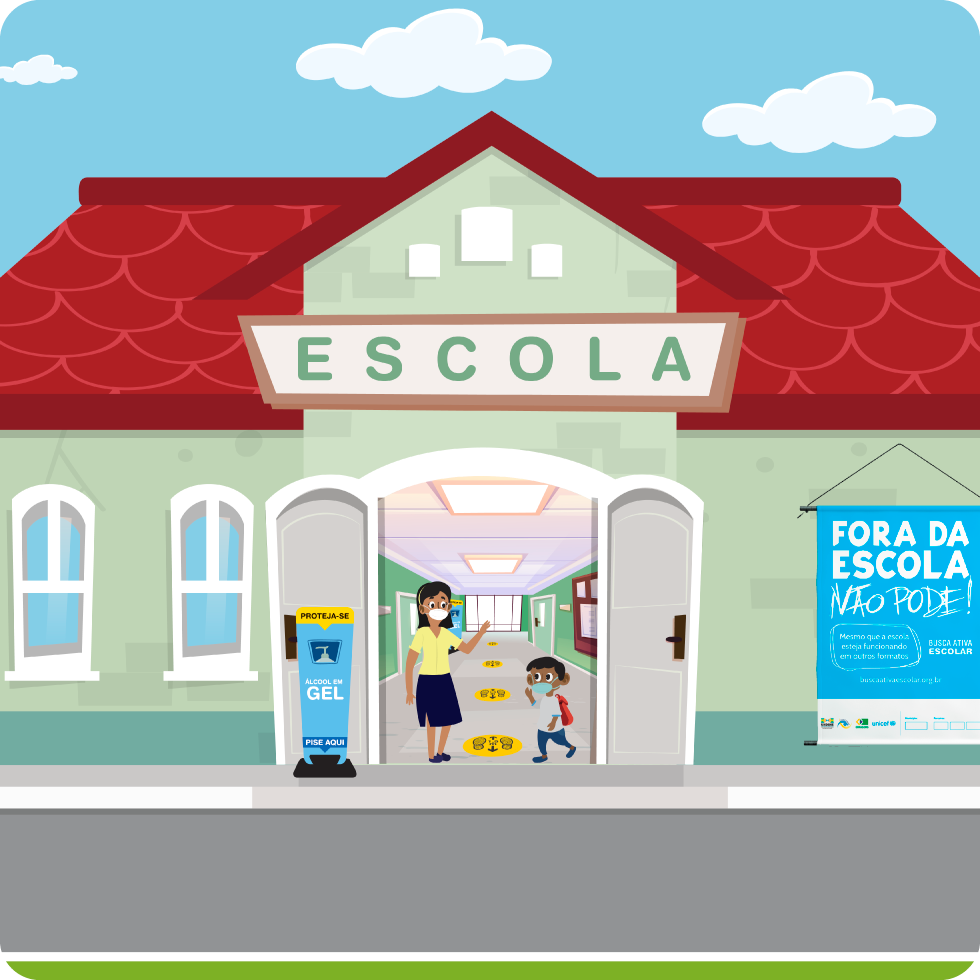 ESCOLA
PROTEJA-SE
ÁLCOOL EM
GEL
PISE AQUI
FORA DA
ESCOLA
NÃO PODE!
Mesmo que a escola
esteja funcionando
em outros formatos
BUSCA ATIVA
ESCOLAR
buscaativaescolar.org.br
unicef